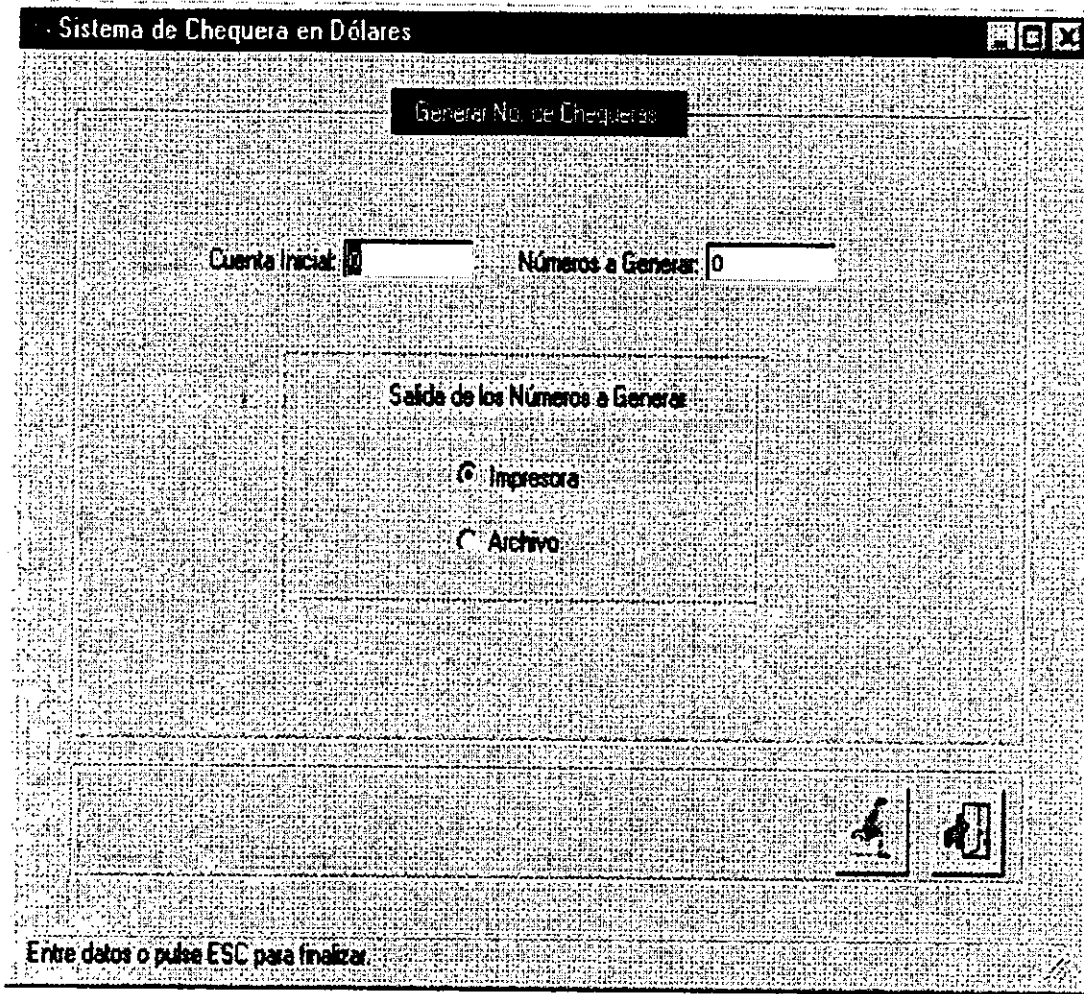 Sistema de Chequera en Dólares
Generar No. de Chequeras
Cuenta Inicial: 0 Números a Generar: 0
Salida de los Números a Generar
Impresora
Archivo
Entre datos o pulse ESC para finalizar.